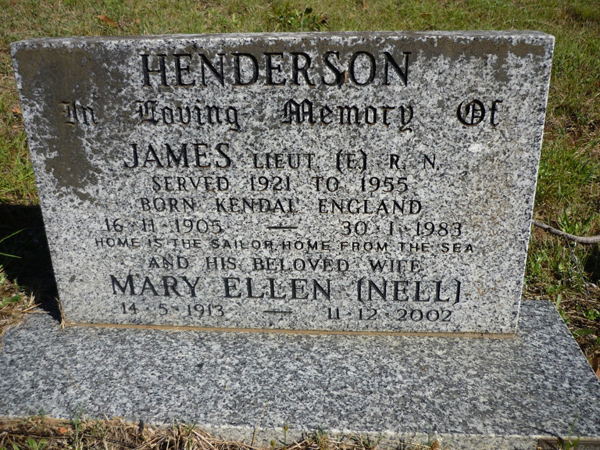 HENDERSON
In Loving Memory Of
JAMES LIEUT. (E) R. N.
SERVED 1921 TO 1955
BORN KENDAL ENGLAND
16-11-1905 — 30-1-1983
HOME IS THE SAILOR HOME FROM THE SEA
AND HIS BELOVED WIFE
MARY ELLEN (NELL)
14-5-1913 — 11-12-2002